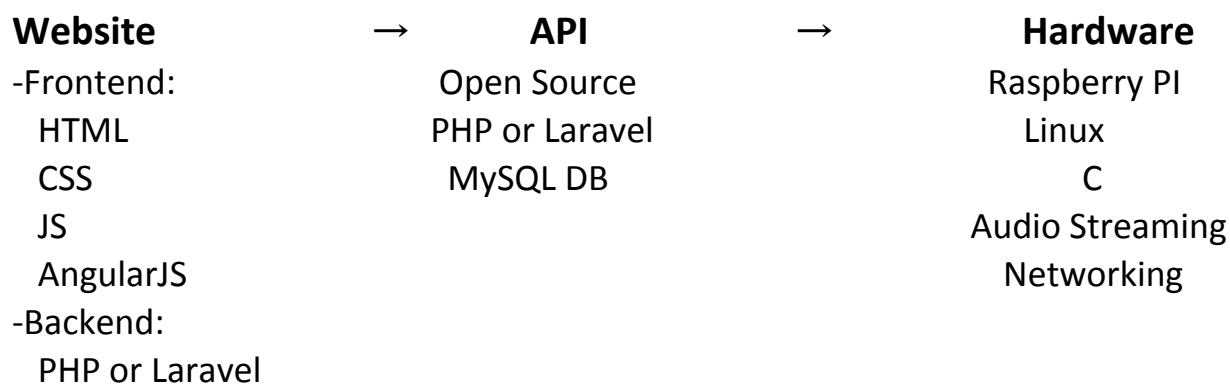 Website → API → Hardware
-Frontend: Open Source Raspberry PI
HTML PHP or Laravel Linux
CSS MySQL DB C
JS Audio Streaming
AngularJS Networking
-Backend:
PHP or Laravel